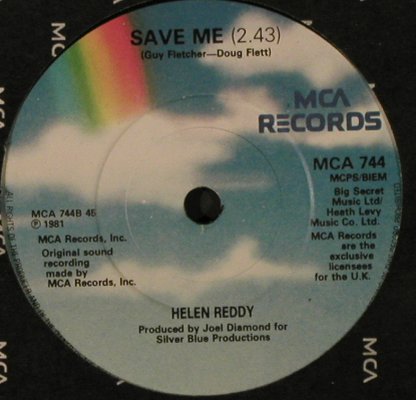 SAVE ME (2.43)
(Guy Fletcher—Doug Flett)
MCA
RECORDS
MCA 744
MCPS/BIEM
Big Secret
Music Ltd/
Heath Levy
Music Co. Ltd.
MCA Records
are the
exclusive
licensees
for the U.K.
MCA 744B 45
Ⓟ 1981
MCA Records, Inc.
Original sound
recording
made by
MCA Records, Inc.
HELEN REDDY
Produced by Joel Diamond for
Silver Blue Productions
MCA
MCA
MCA
MCA